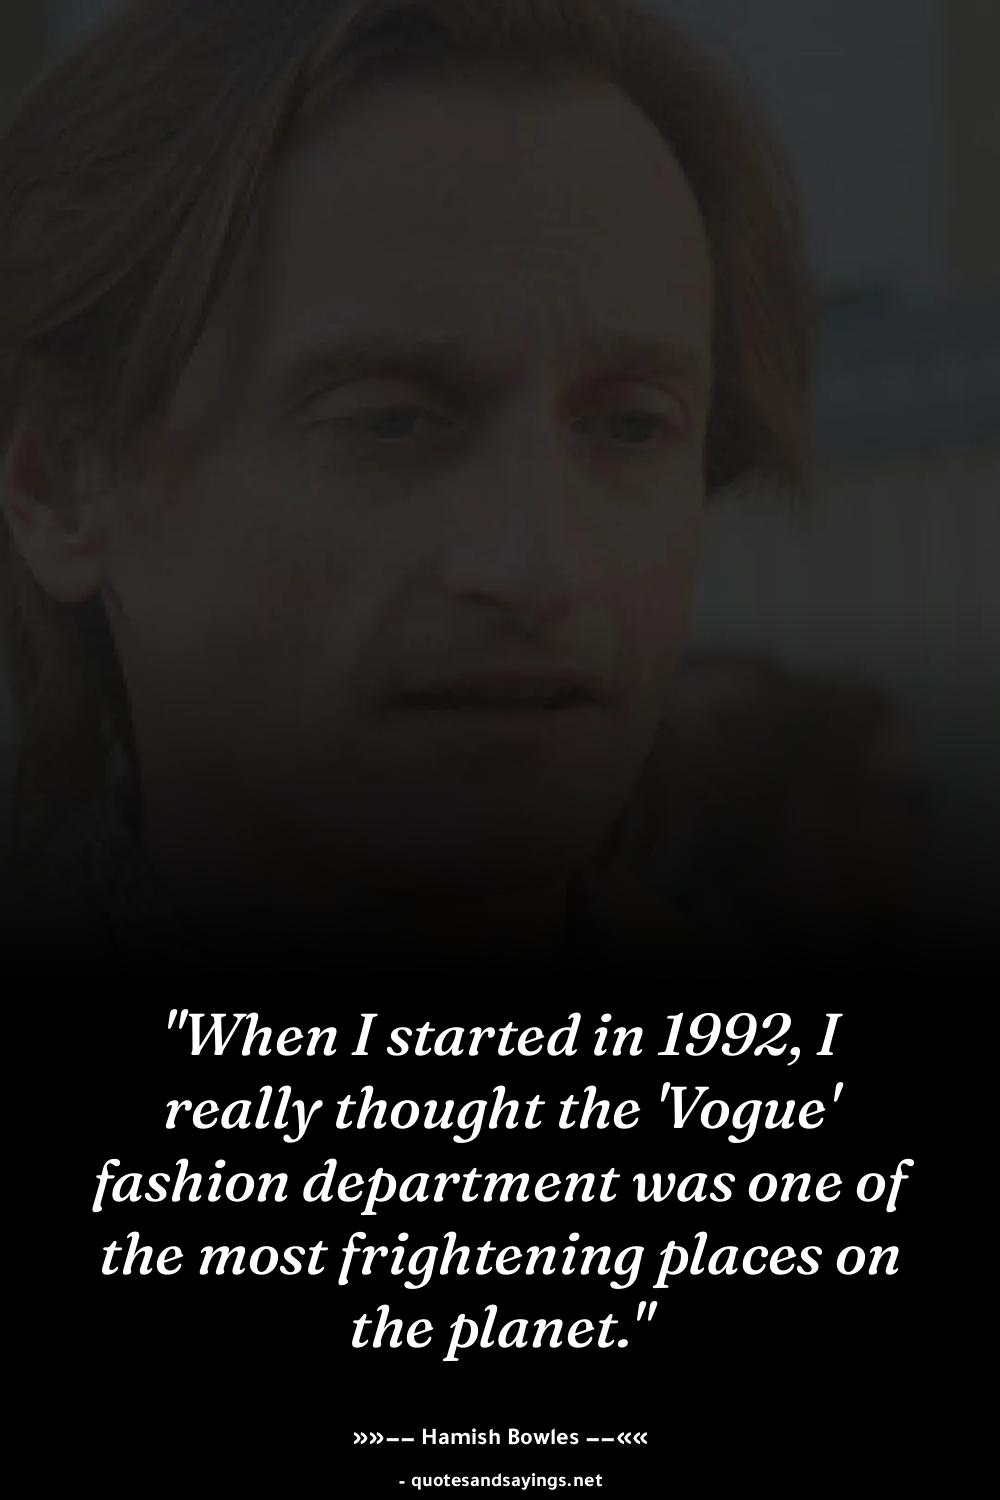 "When I started in 1992, I
really thought the 'Vogue'
fashion department was one of
the most frightening places on
the planet."
»»−− Hamish Bowles −−««
- quotesandsayings.net